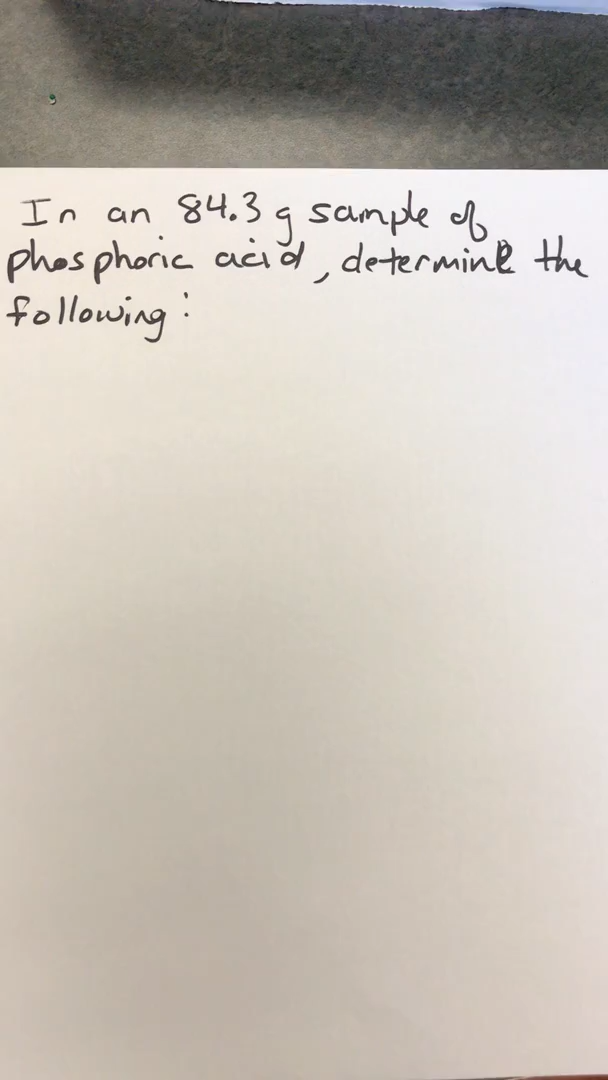 In an 84.3 g sample of
phosphoric acid, determine the
following: